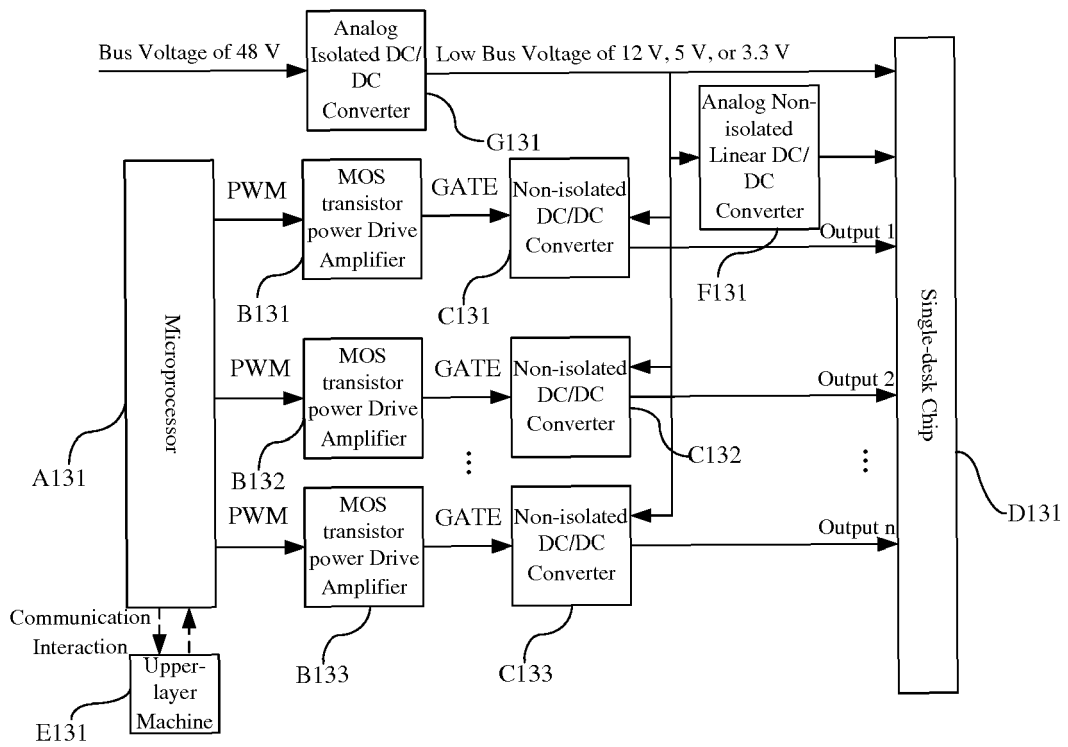 Bus Voltage of 48 V
Analog
Isolated DC/
DC
Converter
Low Bus Voltage of 12 V, 5 V, or 3.3 V
G131
Analog Non-
isolated
Linear DC/
DC
Converter
F131
PWM
MOS
transistor
power Drive
Amplifier
GATE
Non-isolated
DC/DC
Converter
Output 1
B131
C131
Microprocessor
Single-desk Chip
PWM
MOS
transistor
power Drive
Amplifier
GATE
Non-isolated
DC/DC
Converter
Output 2
A131
B132
...
C132
...
D131
PWM
MOS
transistor
power Drive
Amplifier
GATE
Non-isolated
DC/DC
Converter
Output n
Communication
Interaction
B133
C133
Upper-
layer
Machine
E131